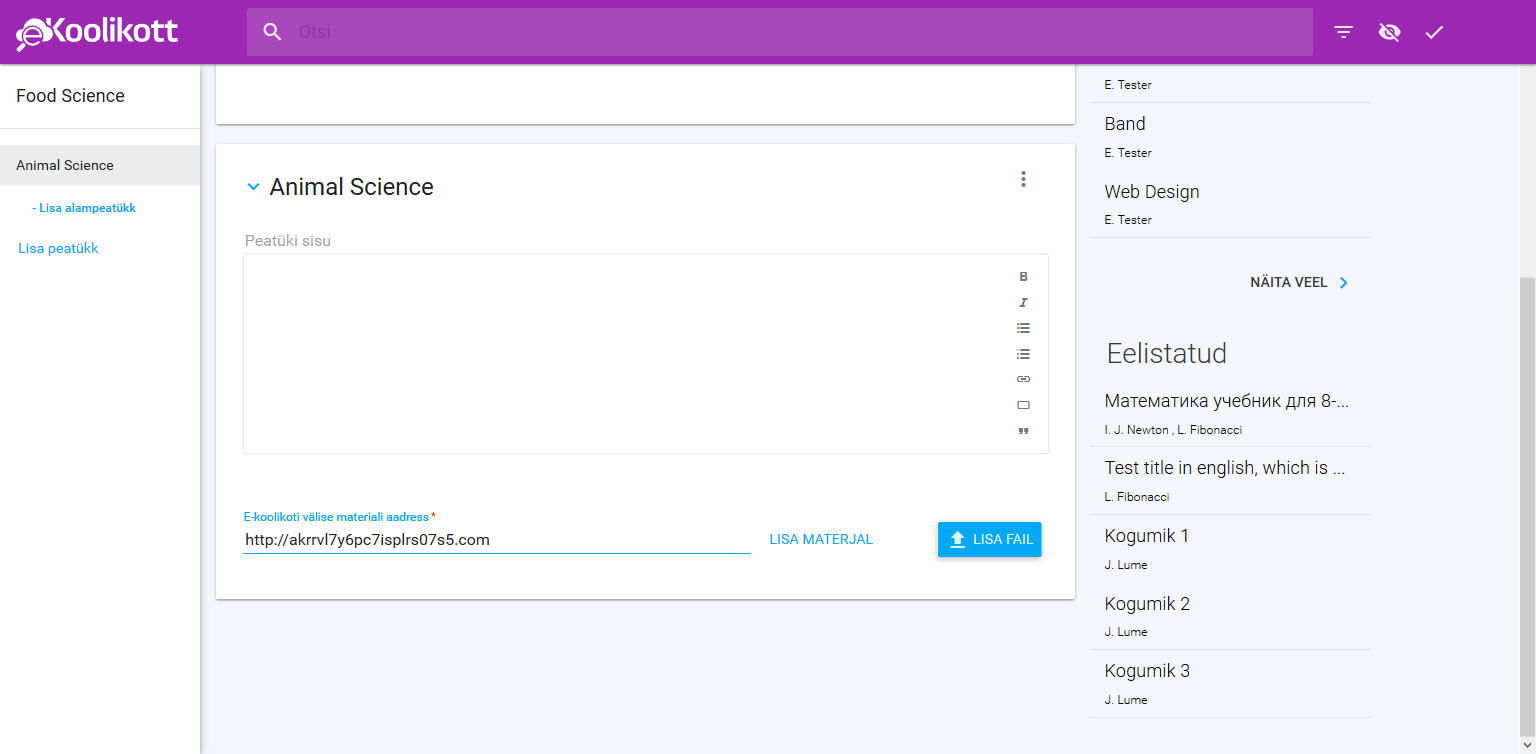 eKoolikott
Otsi
Food Science
Animal Science
- Lisa alampeatükk
Lisa peatükk
Animal Science
Peatüki sisu
B
I
E-koolikoti välise materiali aadress *
http://akrrvl7y6pc7isplrs07s5.com
LISA MATERJAL
LISA FAIL
E. Tester
Band
E. Tester
Web Design
E. Tester
NÄITA VEEL
Eelistatud
Математика учебник для 8-...
I. J. Newton , L. Fibonacci
Test title in english, which is ...
L. Fibonacci
Kogumik 1
J. Lume
Kogumik 2
J. Lume
Kogumik 3
J. Lume